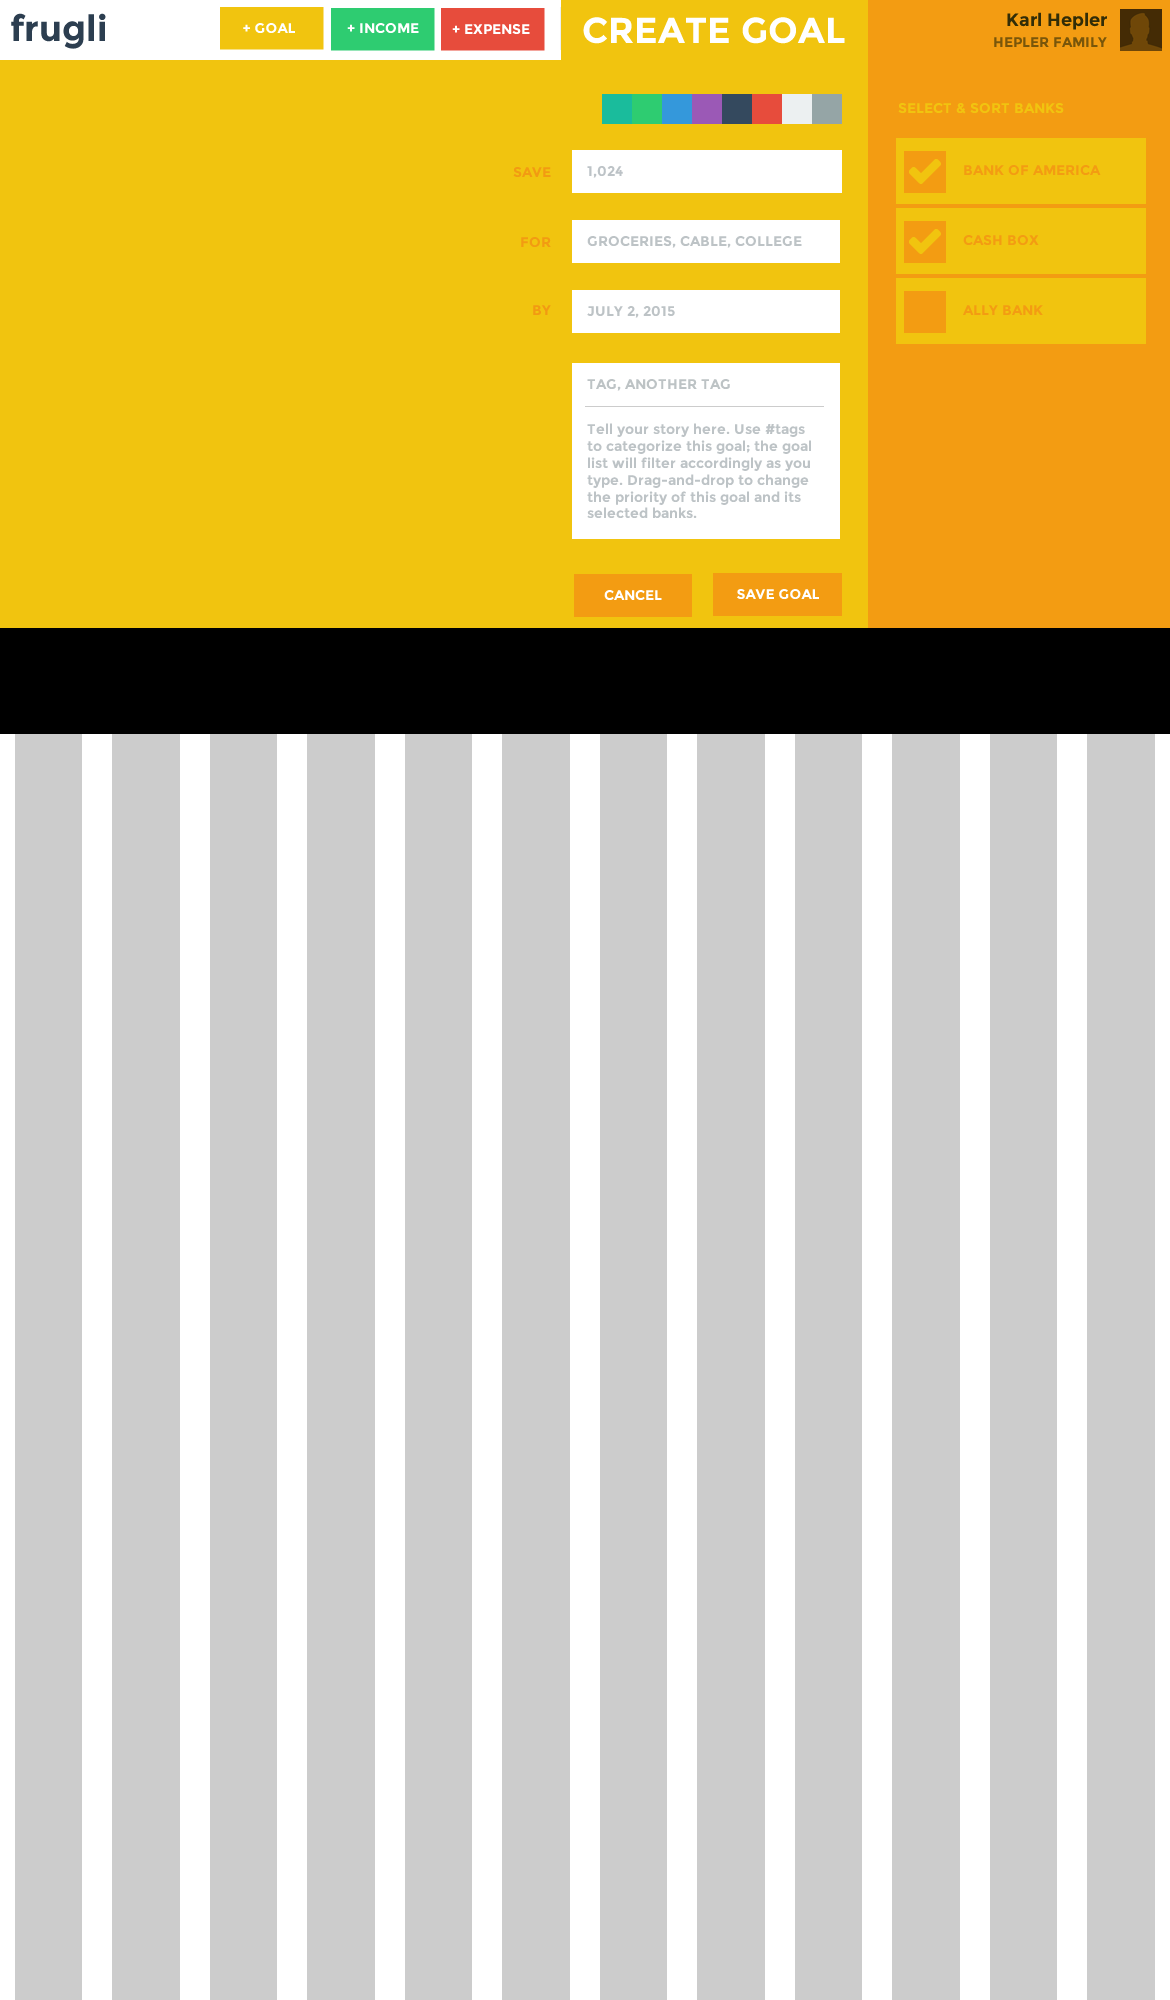 frugli
+ GOAL
+ INCOME
+ EXPENSE
CREATE GOAL
Karl Hepler
HEPLER FAMILY
SELECT & SORT BANKS
BANK OF AMERICA
CASH BOX
ALLY BANK
SAVE
1,024
FOR
GROCERIES, CABLE, COLLEGE
BY
JULY 2, 2015
TAG, ANOTHER TAG
Tell your story here. Use #tags
to categorize this goal; the goal
list will filter accordingly as you
type. Drag-and-drop to change
the priority of this goal and its
selected banks.
CANCEL
SAVE GOAL